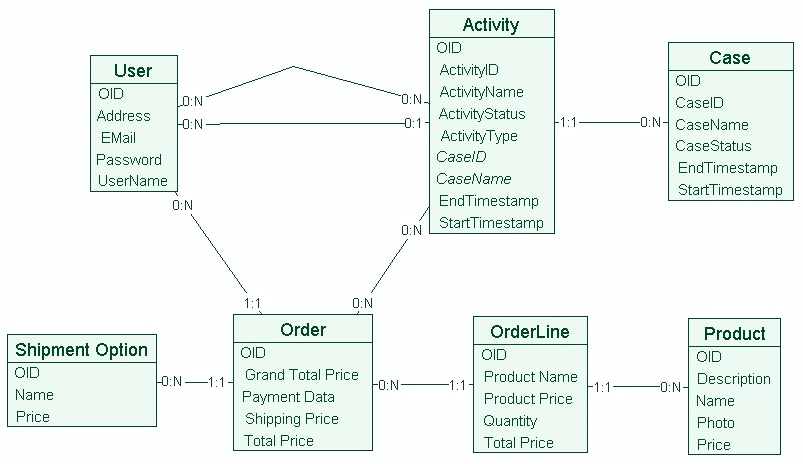 User
OID
Address
EMail
Password
UserName
0:N
0:N
0:N
0:1
0:N
1:1
Activity
OID
ActivityID
ActivityName
ActivityStatus
ActivityType
CaseID
CaseName
EndTimestamp
StartTimestamp
1:1
0:N
0:N
0:N
Case
OID
CaseID
CaseName
CaseStatus
EndTimestamp
StartTimestamp
Shipment Option
OID
Name
Price
0:N
1:1
Order
OID
Grand Total Price
Payment Data
Shipping Price
Total Price
0:N
1:1
OrderLine
OID
Product Name
Product Price
Quantity
Total Price
1:1
0:N
Product
OID
Description
Name
Photo
Price